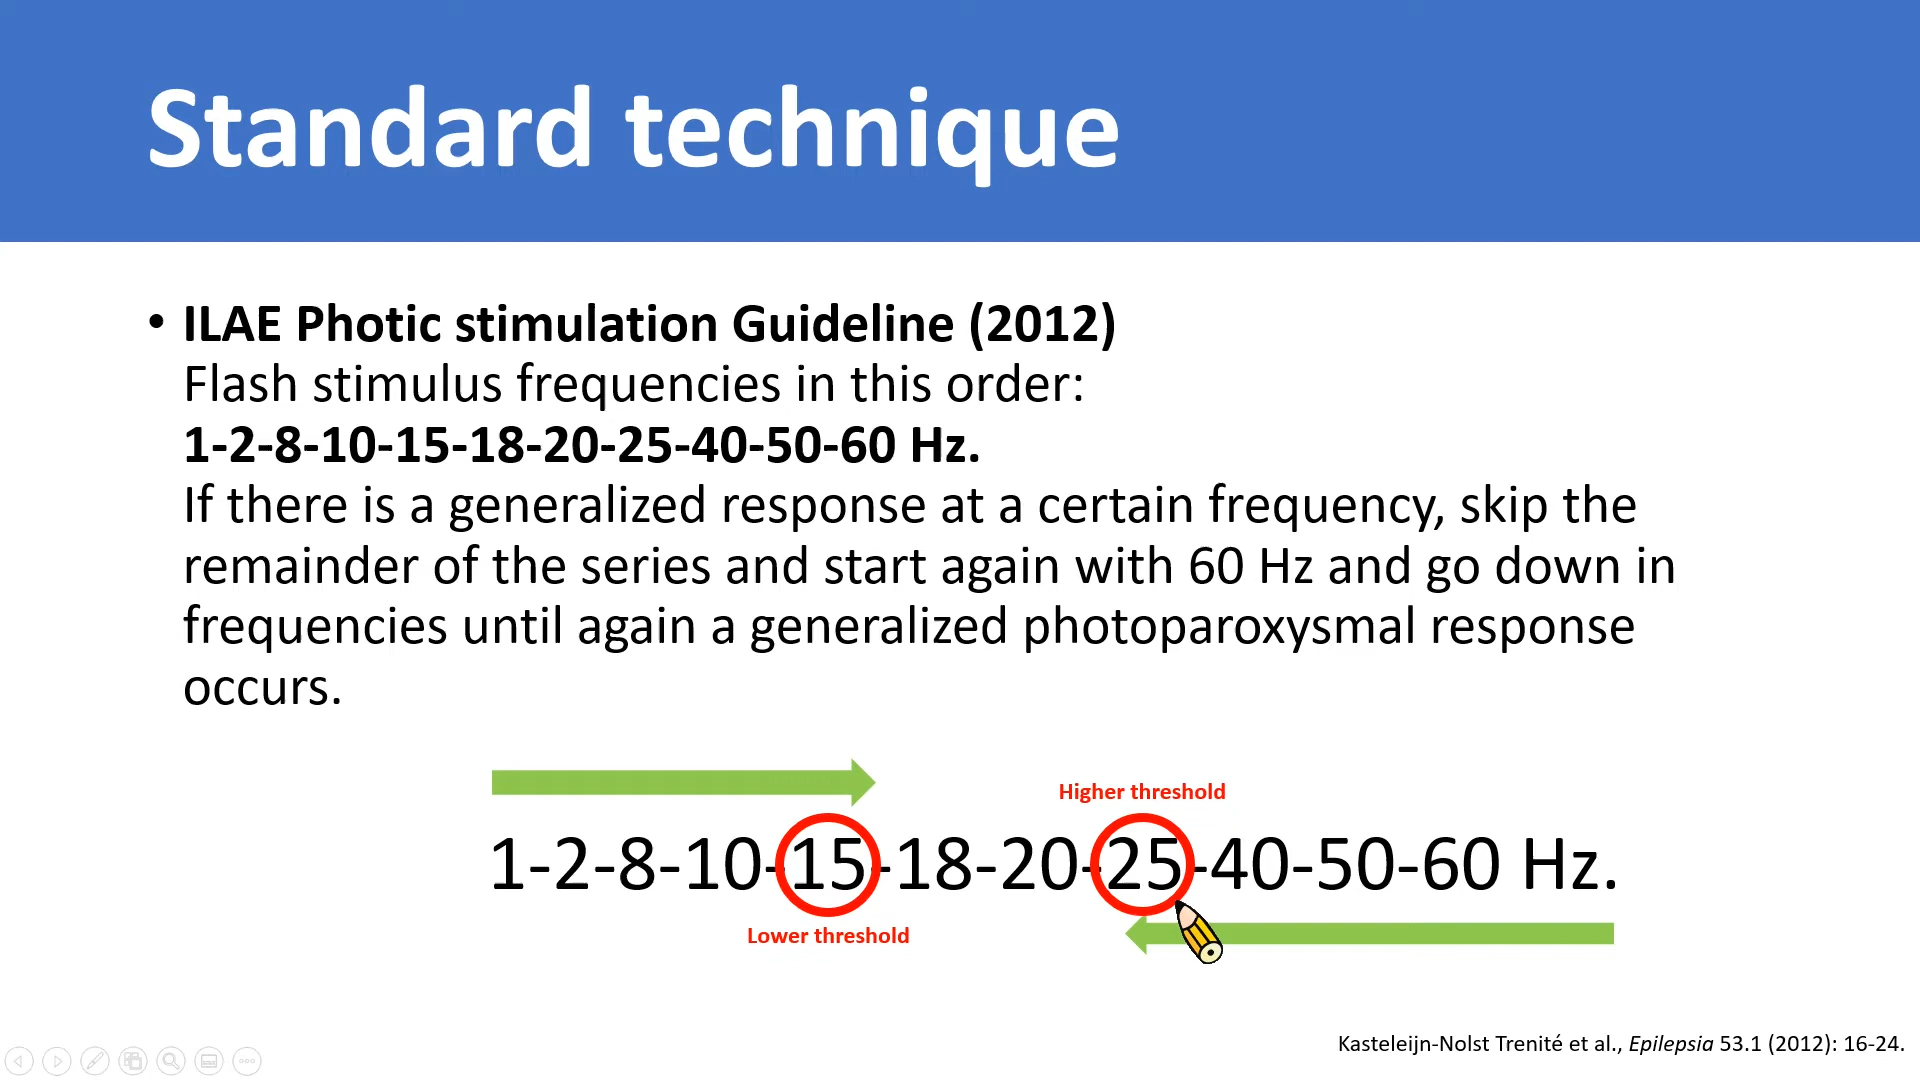 Standard technique
• ILAE Photic stimulation Guideline (2012)
Flash stimulus frequencies in this order:
1-2-8-10-15-18-20-25-40-50-60 Hz.
If there is a generalized response at a certain frequency, skip the
remainder of the series and start again with 60 Hz and go down in
frequencies until again a generalized photoparoxysmal response
occurs.
Higher threshold
1-2-8-10-15-18-20-25-40-50-60 Hz.
Lower threshold
Kasteleijn-Nolst Trenité et al., Epilepsia 53.1 (2012): 16-24.